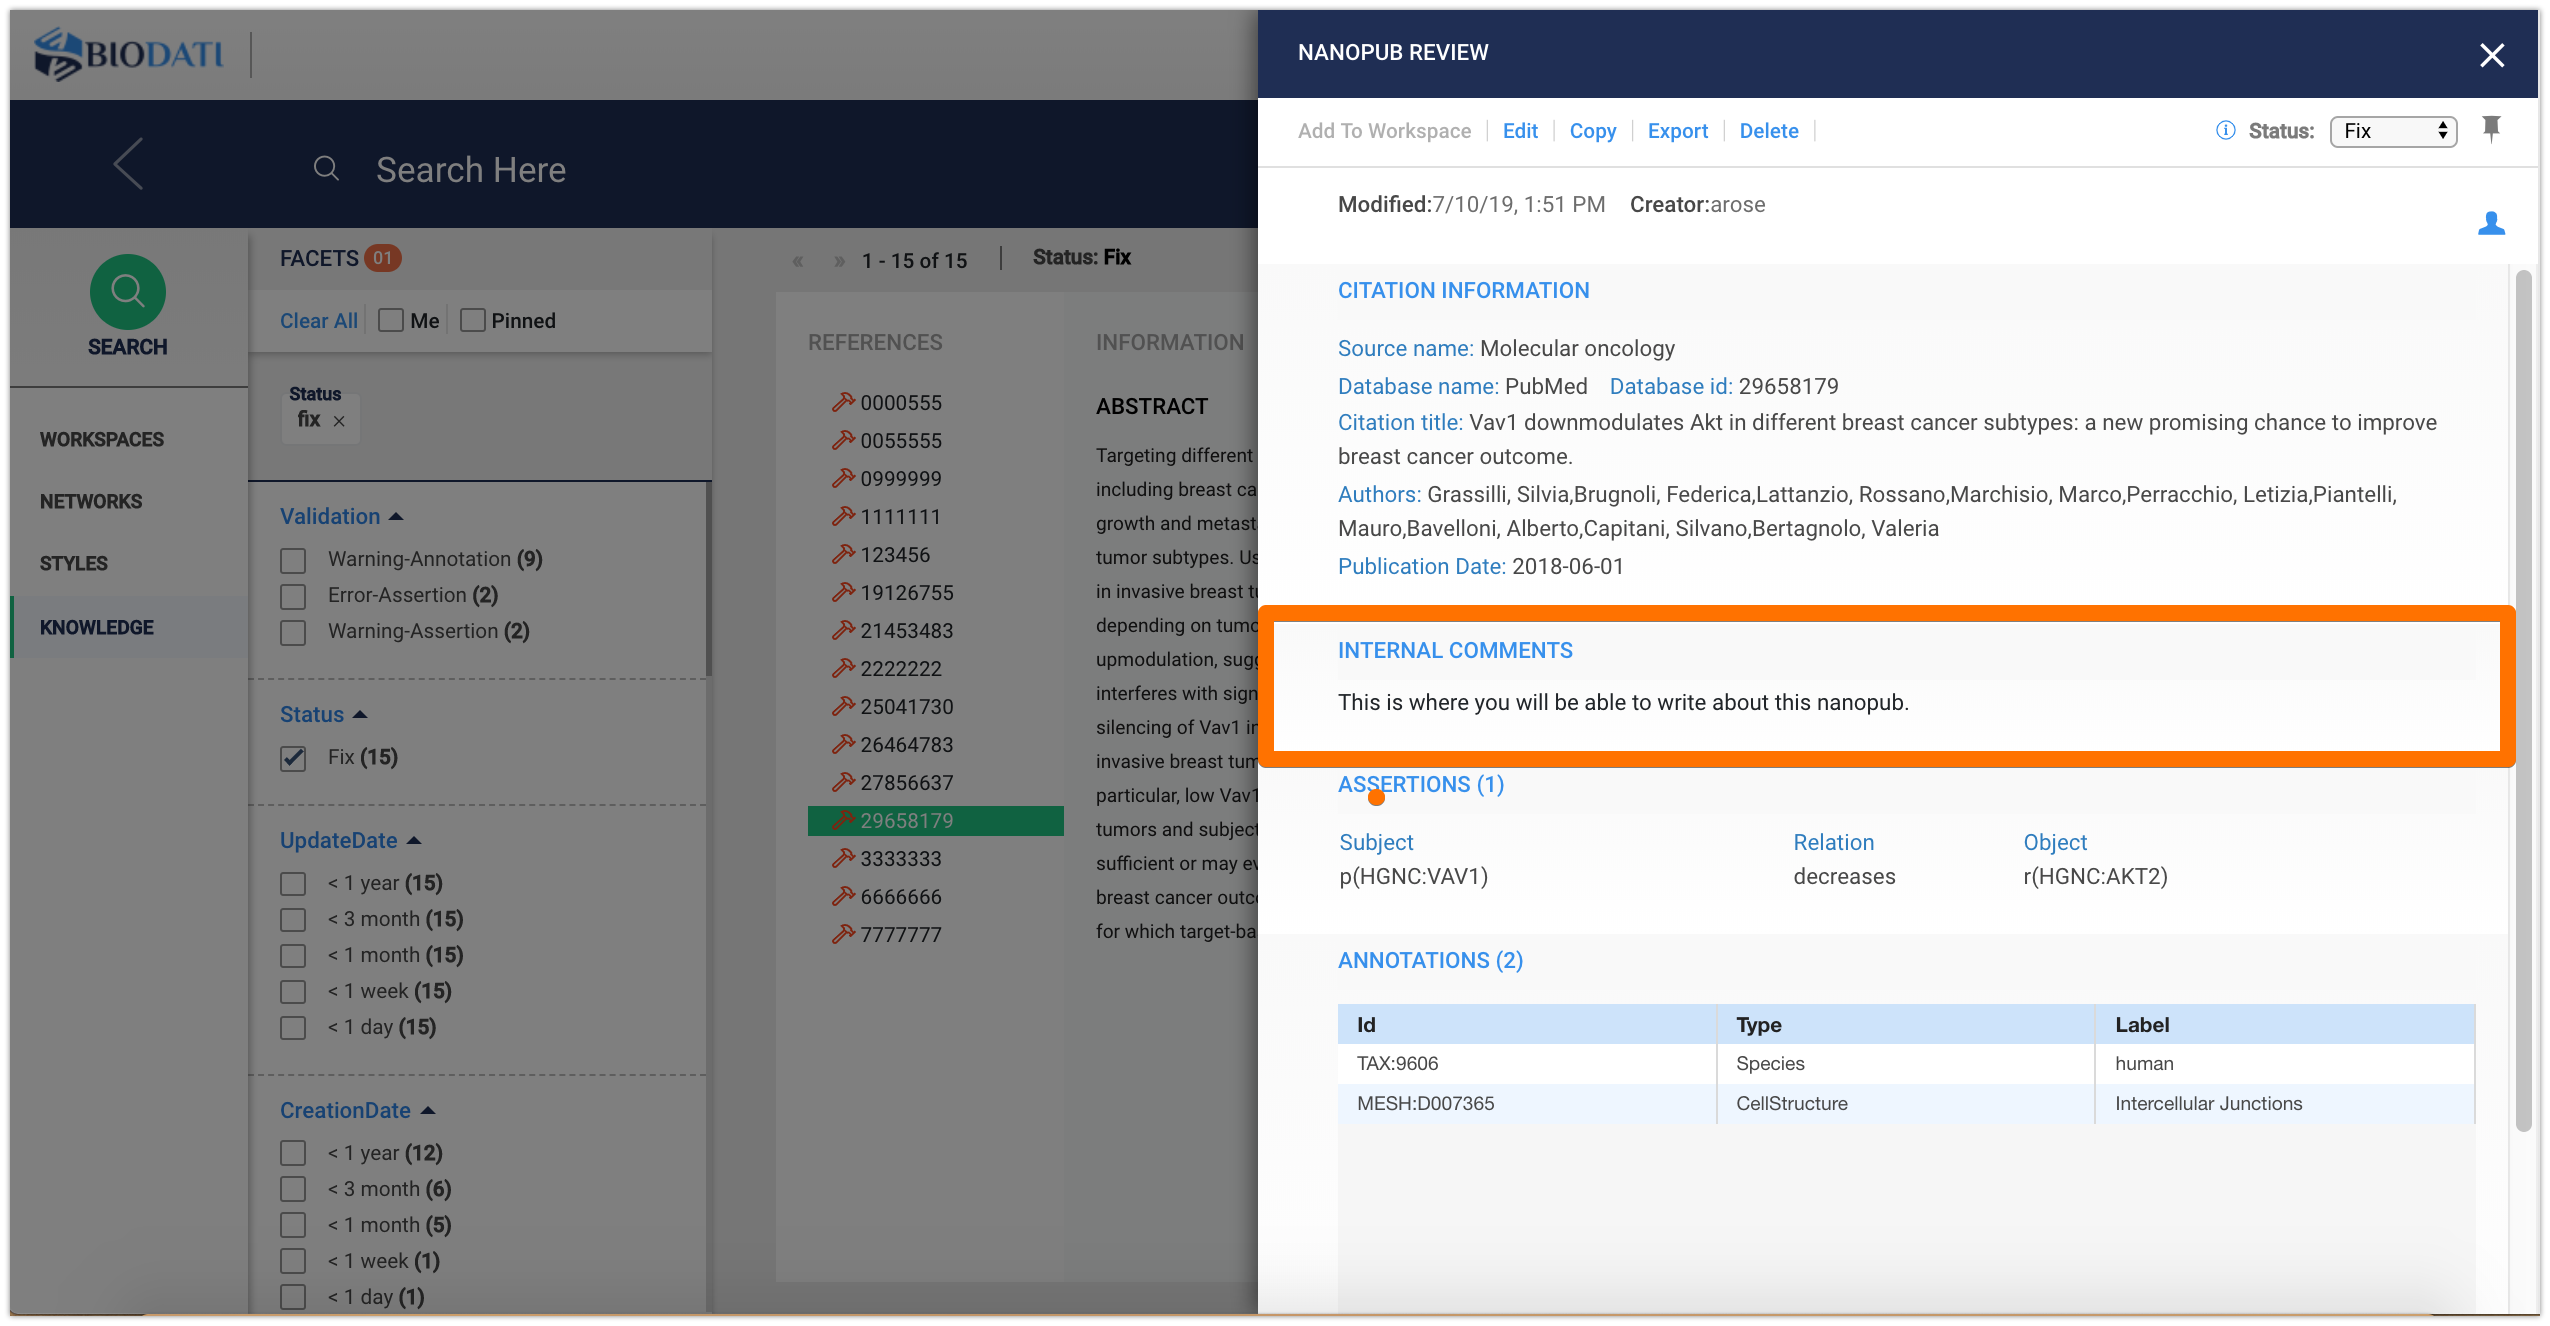 BIODATI
Search Here
SEARCH
WORKSPACES
NETWORKS
STYLES
KNOWLEDGE
FACETS 01
Clear All Me Pinned
Status
fix ×
Validation
Warning-Annotation (9)
Error-Assertion (2)
Warning-Assertion (2)
Status
Fix (15)
UpdateDate
< 1 year (15)
< 3 month (15)
< 1 month (15)
< 1 week (15)
< 1 day (15)
CreationDate
< 1 year (12)
< 3 month (6)
< 1 month (5)
< 1 week (1)
< 1 day (1)
« » 1 - 15 of 15 Status: Fix
REFERENCES
0000555
0055555
0999999
1111111
123456
19126755
21453483
2222222
25041730
26464783
27856637
29658179
3333333
6666666
7777777
INFORMATION
ABSTRACT
Targeting different
including breast ca
growth and metast
tumor subtypes. Us
in invasive breast tu
depending on tumo
upmodulation, sugg
interferes with sign
silencing of Vav1 in
invasive breast tum
particular, low Vav1
tumors and subject
sufficient or may ev
breast cancer outco
for which target-ba
NANOPUB REVIEW
Add To Workspace Edit Copy Export Delete Status: Fix
Modified:7/10/19, 1:51 PM Creator:arose
CITATION INFORMATION
Source name: Molecular oncology
Database name: PubMed Database id: 29658179
Citation title: Vav1 downmodulates Akt in different breast cancer subtypes: a new promising chance to improve
breast cancer outcome.
Authors: Grassilli, Silvia,Brugnoli, Federica,Lattanzio, Rossano,Marchisio, Marco,Perracchio, Letizia,Piantelli,
Mauro,Bavelloni, Alberto,Capitani, Silvano,Bertagnolo, Valeria
Publication Date: 2018-06-01
INTERNAL COMMENTS
This is where you will be able to write about this nanopub.
ASSERTIONS (1)
Subject Relation Object
p(HGNC:VAV1) decreases r(HGNC:AKT2)
ANNOTATIONS (2)
Id Type Label
TAX:9606 Species human
MESH:D007365 CellStructure Intercellular Junctions